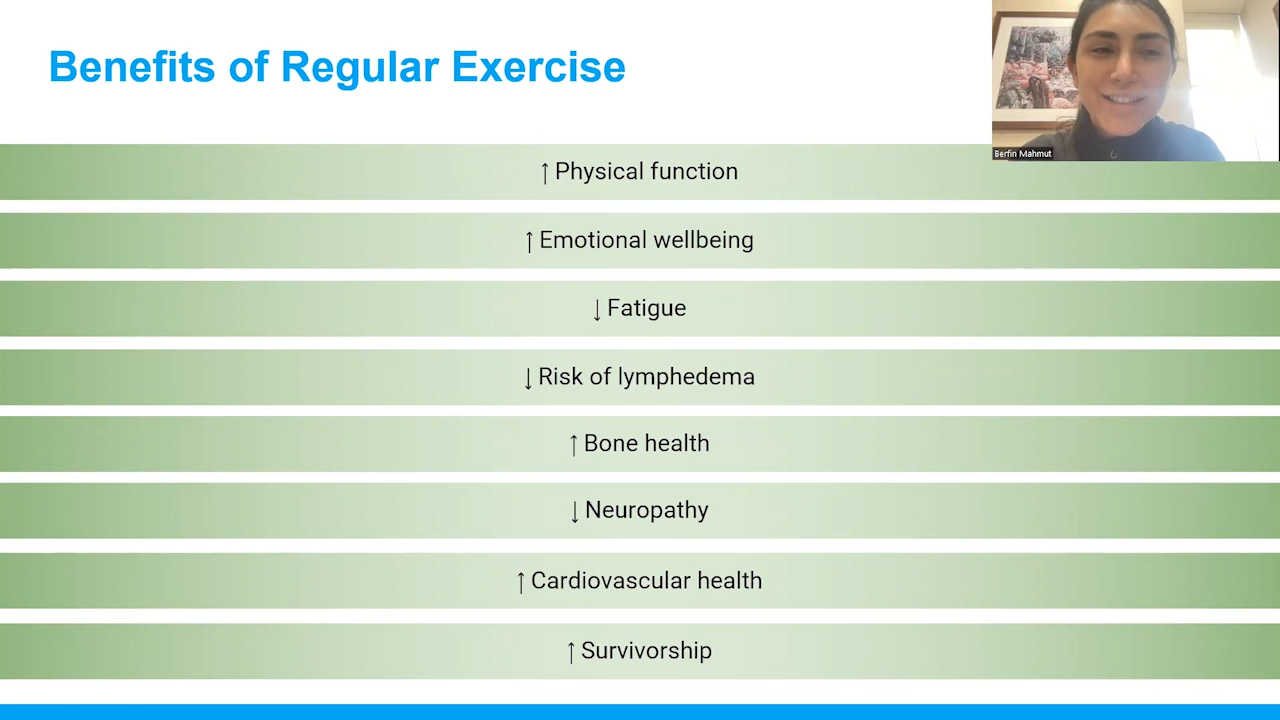 Benefits of Regular Exercise
Berfin Mahmut
↑ Physical function
↑ Emotional wellbeing
↓ Fatigue
↓ Risk of lymphedema
↑ Bone health
↓ Neuropathy
↑ Cardiovascular health
↑ Survivorship